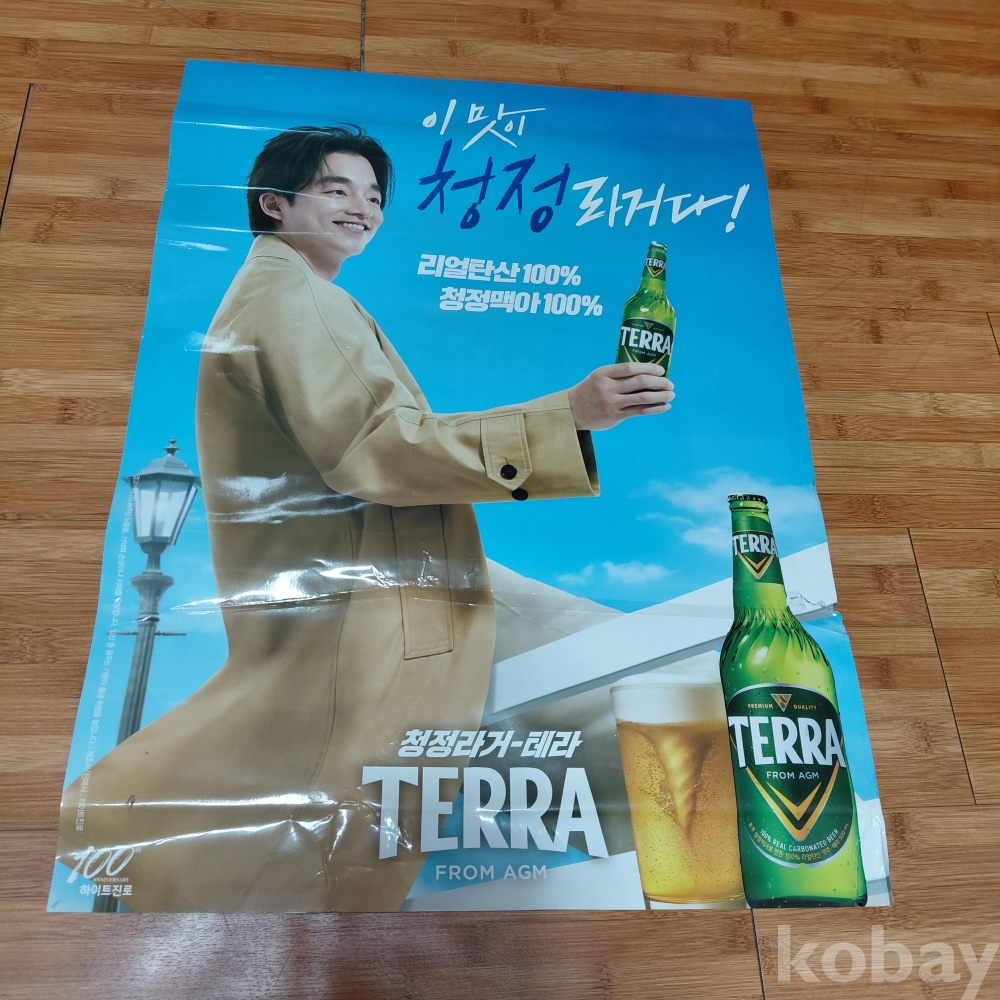 이 맛이
청정 라거다!
리얼탄산 100%
청정맥아 100%
TERRA
TERRA
FROM AGM
TERRA
PREMIUM QUALITY
TERRA
FROM AGM
100% REAL CARBONATED BEER
청정라거-테라
TERRA
FROM AGM
100
ANNIVERSARY
하이트진로
kobay